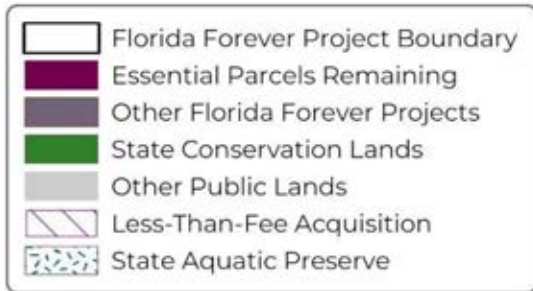 Florida Forever Project Boundary
Essential Parcels Remaining
Other Florida Forever Projects
State Conservation Lands
Other Public Lands
Less-Than-Fee Acquisition
State Aquatic Preserve